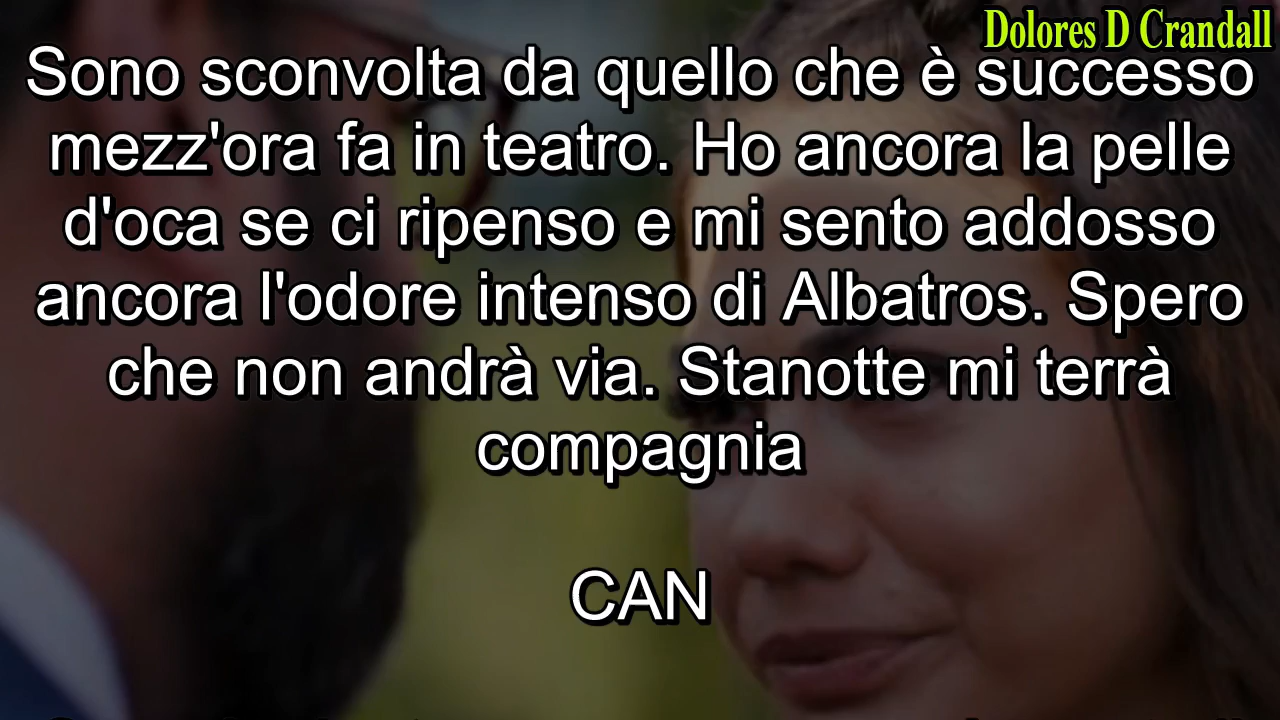 Dolores D Crandall
Sono sconvolta da quello che è successo
mezz'ora fa in teatro. Ho ancora la pelle
d'oca se ci ripenso e mi sento addosso
ancora l'odore intenso di Albatros. Spero
che non andrà via. Stanotte mi terrà
compagnia
CAN